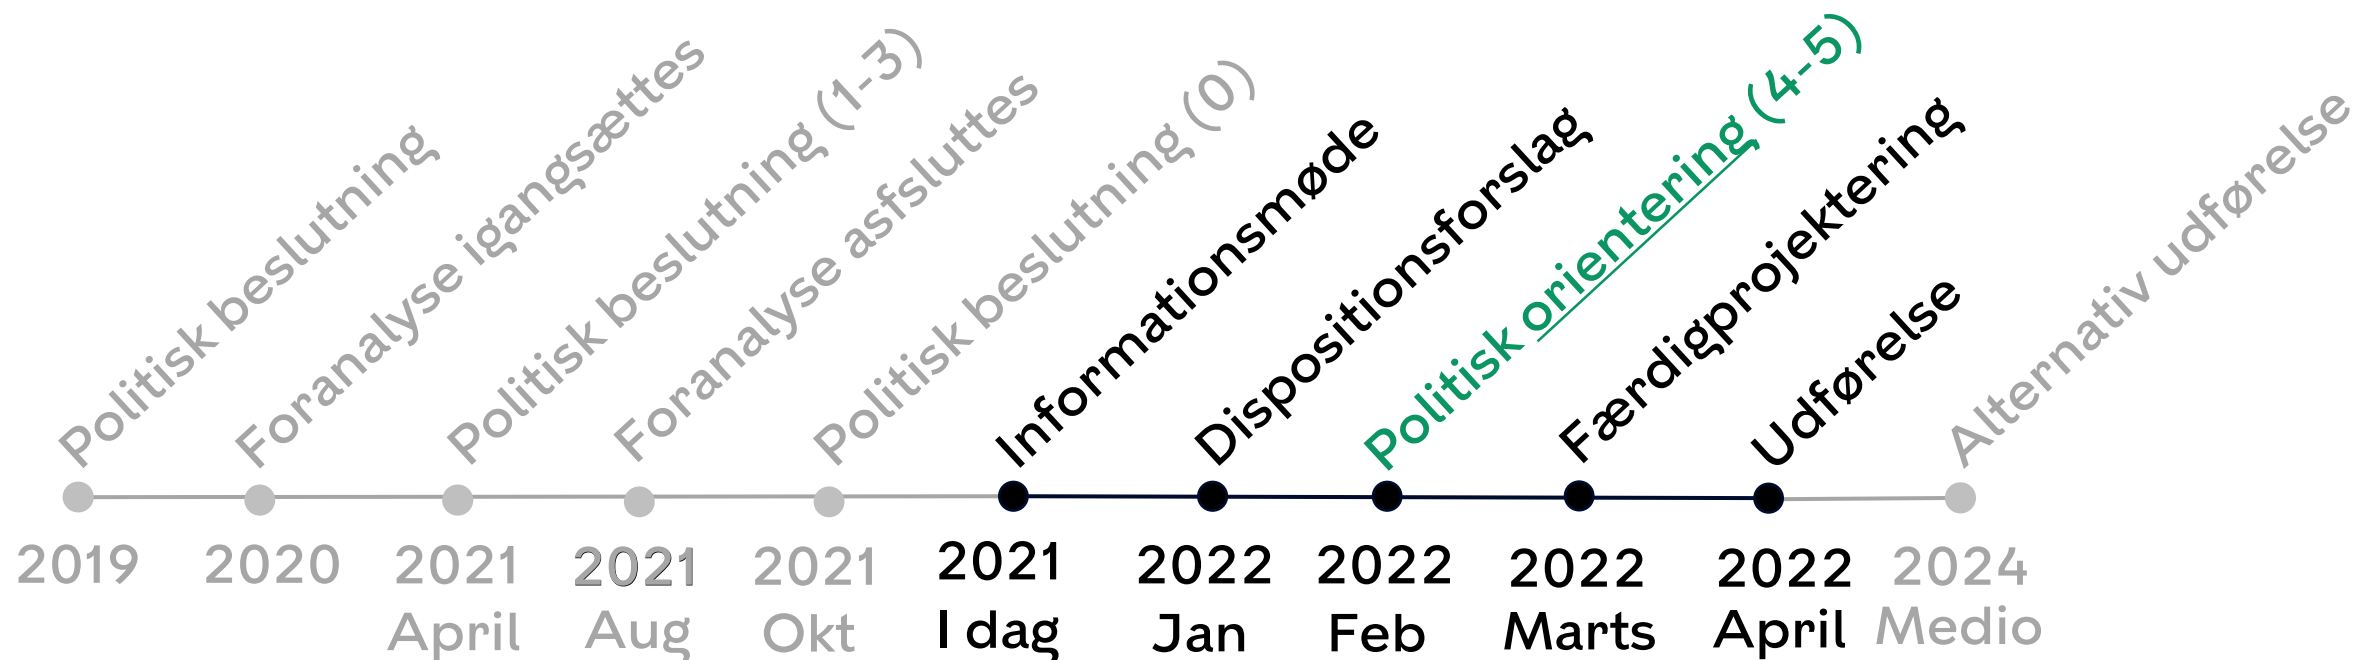 Politisk beslutning
Foranalyse igangsættes
Politisk beslutning (1-3)
Foranalyse asfsluttes
Politisk beslutning (0)
Informationsmøde
Dispositionsforslag
Politisk orientering (4-5)
Færdigprojektering
Udførelse
Alternativ udførelse
2019
2020
2021
April
2021
Aug
2021
Okt
2021
I dag
2022
Jan
2022
Feb
2022
Marts
2022
April
2024
Medio